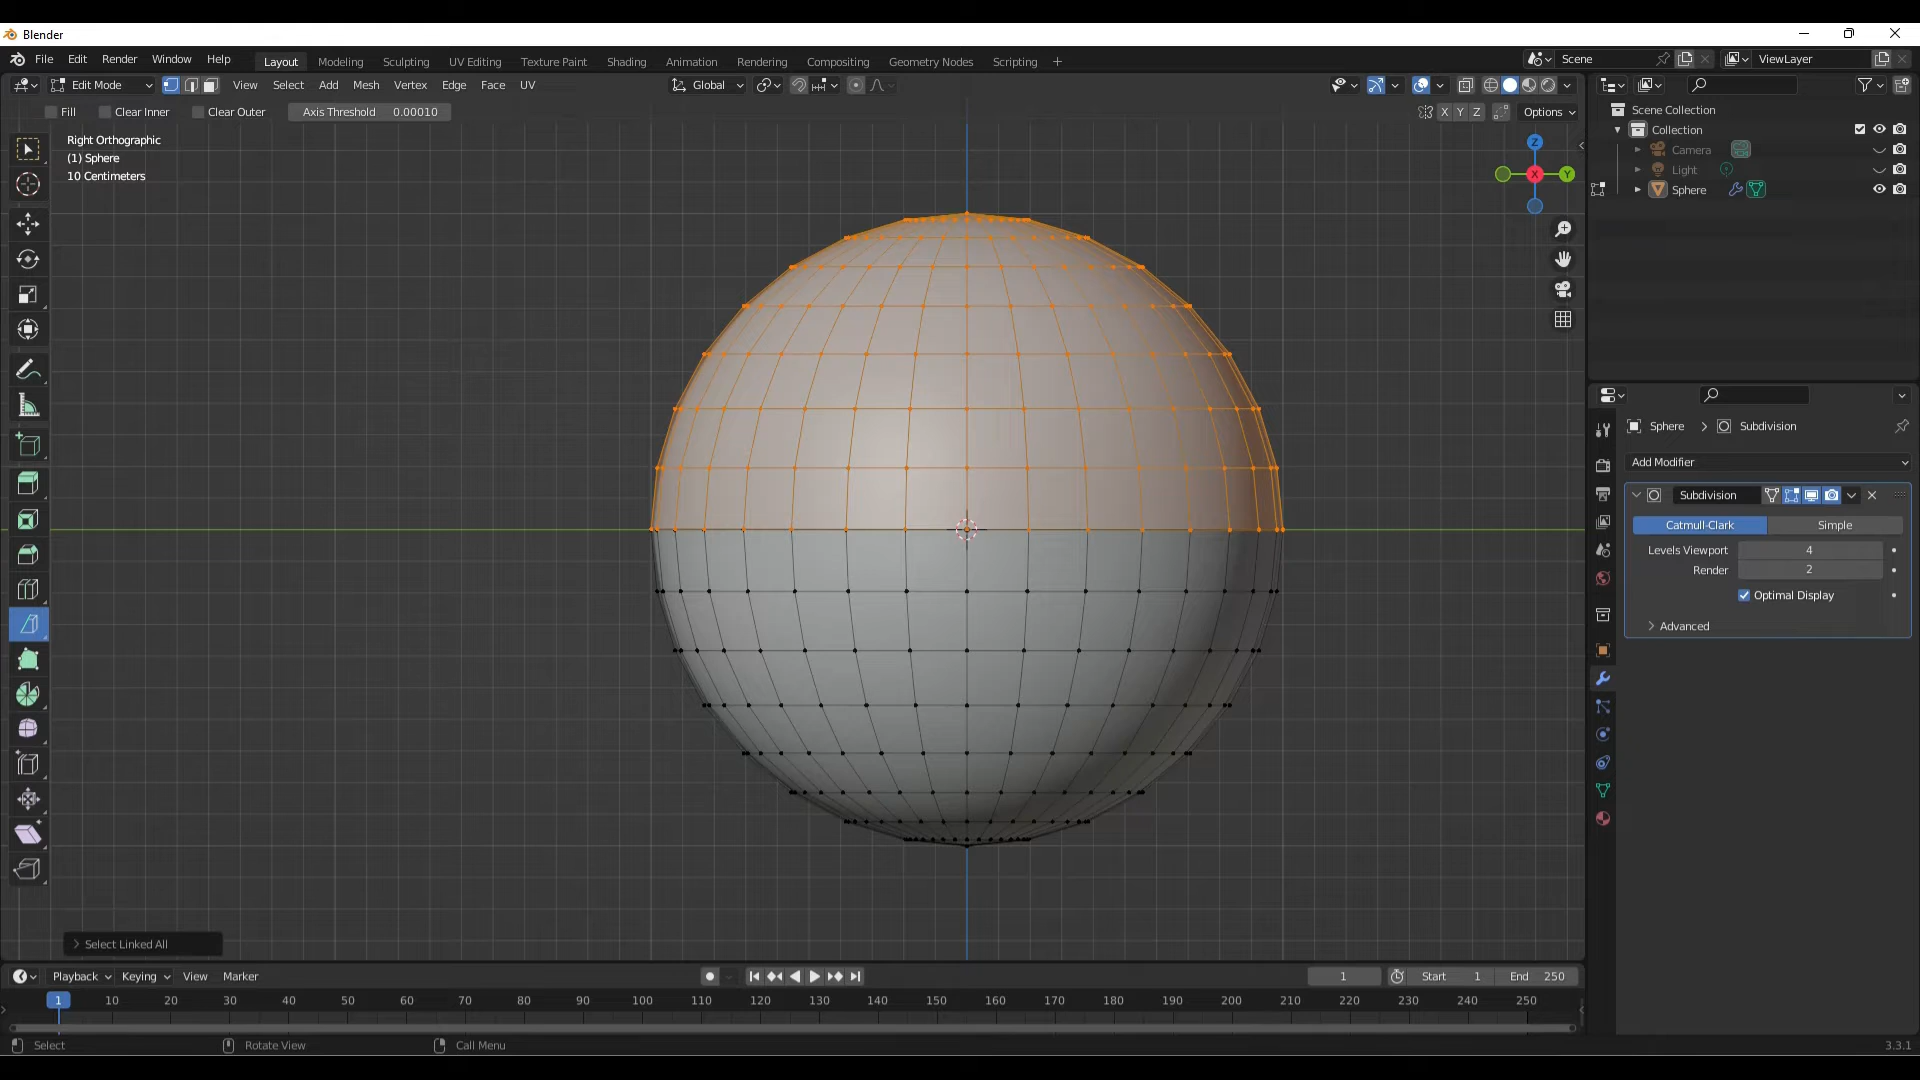 Blender
File Edit Render Window Help Layout Modeling Sculpting UV Editing Texture Paint Shading Animation Rendering Compositing Geometry Nodes Scripting + Scene ViewLayer
Edit Mode View Select Add Mesh Vertex Edge Face UV Global
Fill Clear Inner Clear Outer Axis Threshold 0.00010 X Y Z Options
Right Orthographic
(1) Sphere
10 Centimeters
Z
X
Y
Scene Collection
Collection
Camera
Light
Sphere
Sphere > Subdivision
Add Modifier
Subdivision
Catmull-Clark Simple
Levels Viewport 4
Render 2
Optimal Display
Advanced
Select Linked All
Playback Keying View Marker 1 Start 1 End 250
1 10 20 30 40 50 60 70 80 90 100 110 120 130 140 150 160 170 180 190 200 210 220 230 240 250
Select Rotate View Call Menu 3.3.1